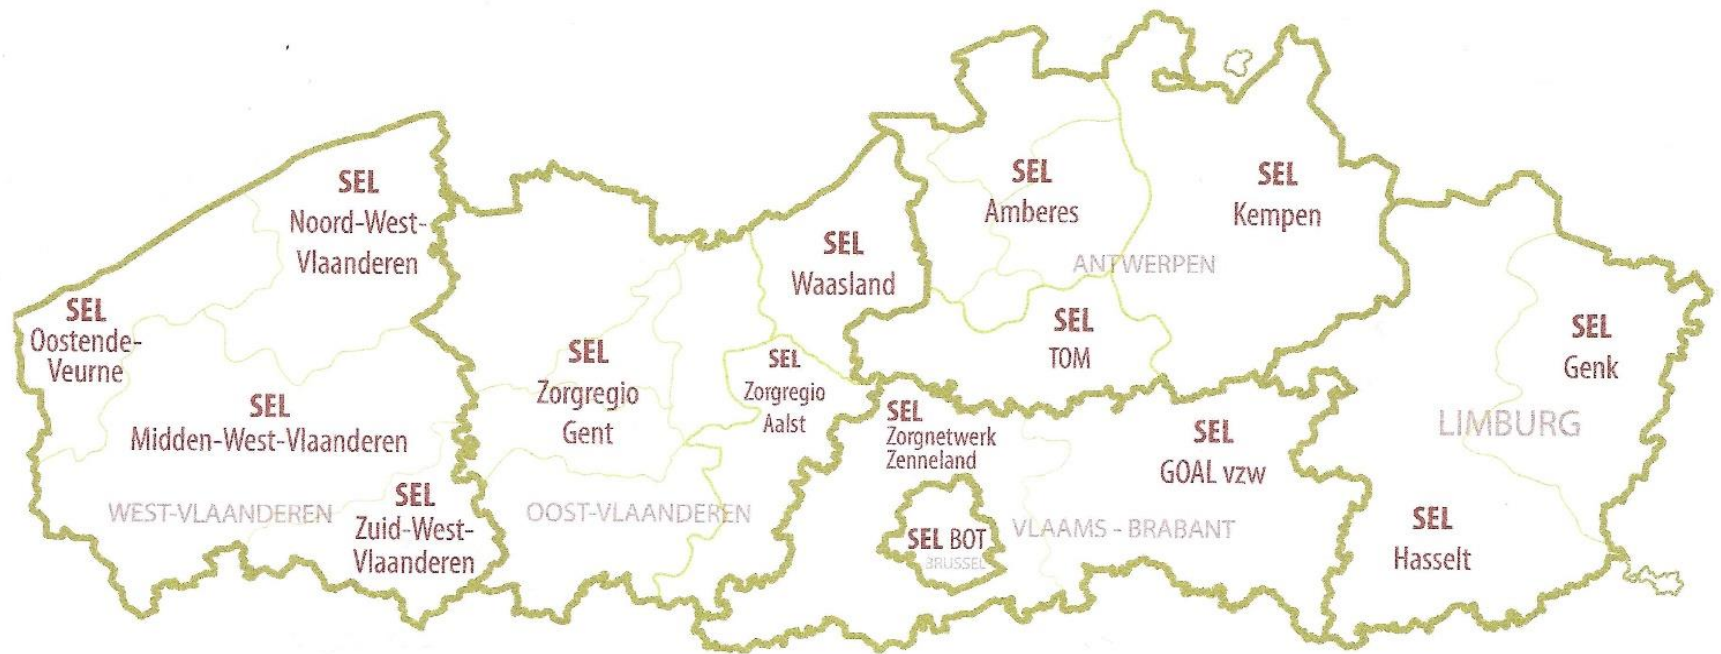 SEL
Noord-West-
Vlaanderen
SEL
Oostende-
Veurne
SEL
Midden-West-Vlaanderen
WEST-VLAANDEREN
SEL
Zuid-West-
Vlaanderen
SEL
Zorgregio
Gent
OOST-VLAANDEREN
SEL
Waasland
SEL
Zorgregio
Aalst
SEL
Amberes
SEL
Kempen
ANTWERPEN
SEL
TOM
SEL
Zorgnetwerk
Zenneland
SEL BOT
BRUSSEL
VLAAMS - BRABANT
SEL
GOAL vzw
SEL
Genk
LIMBURG
SEL
Hasselt